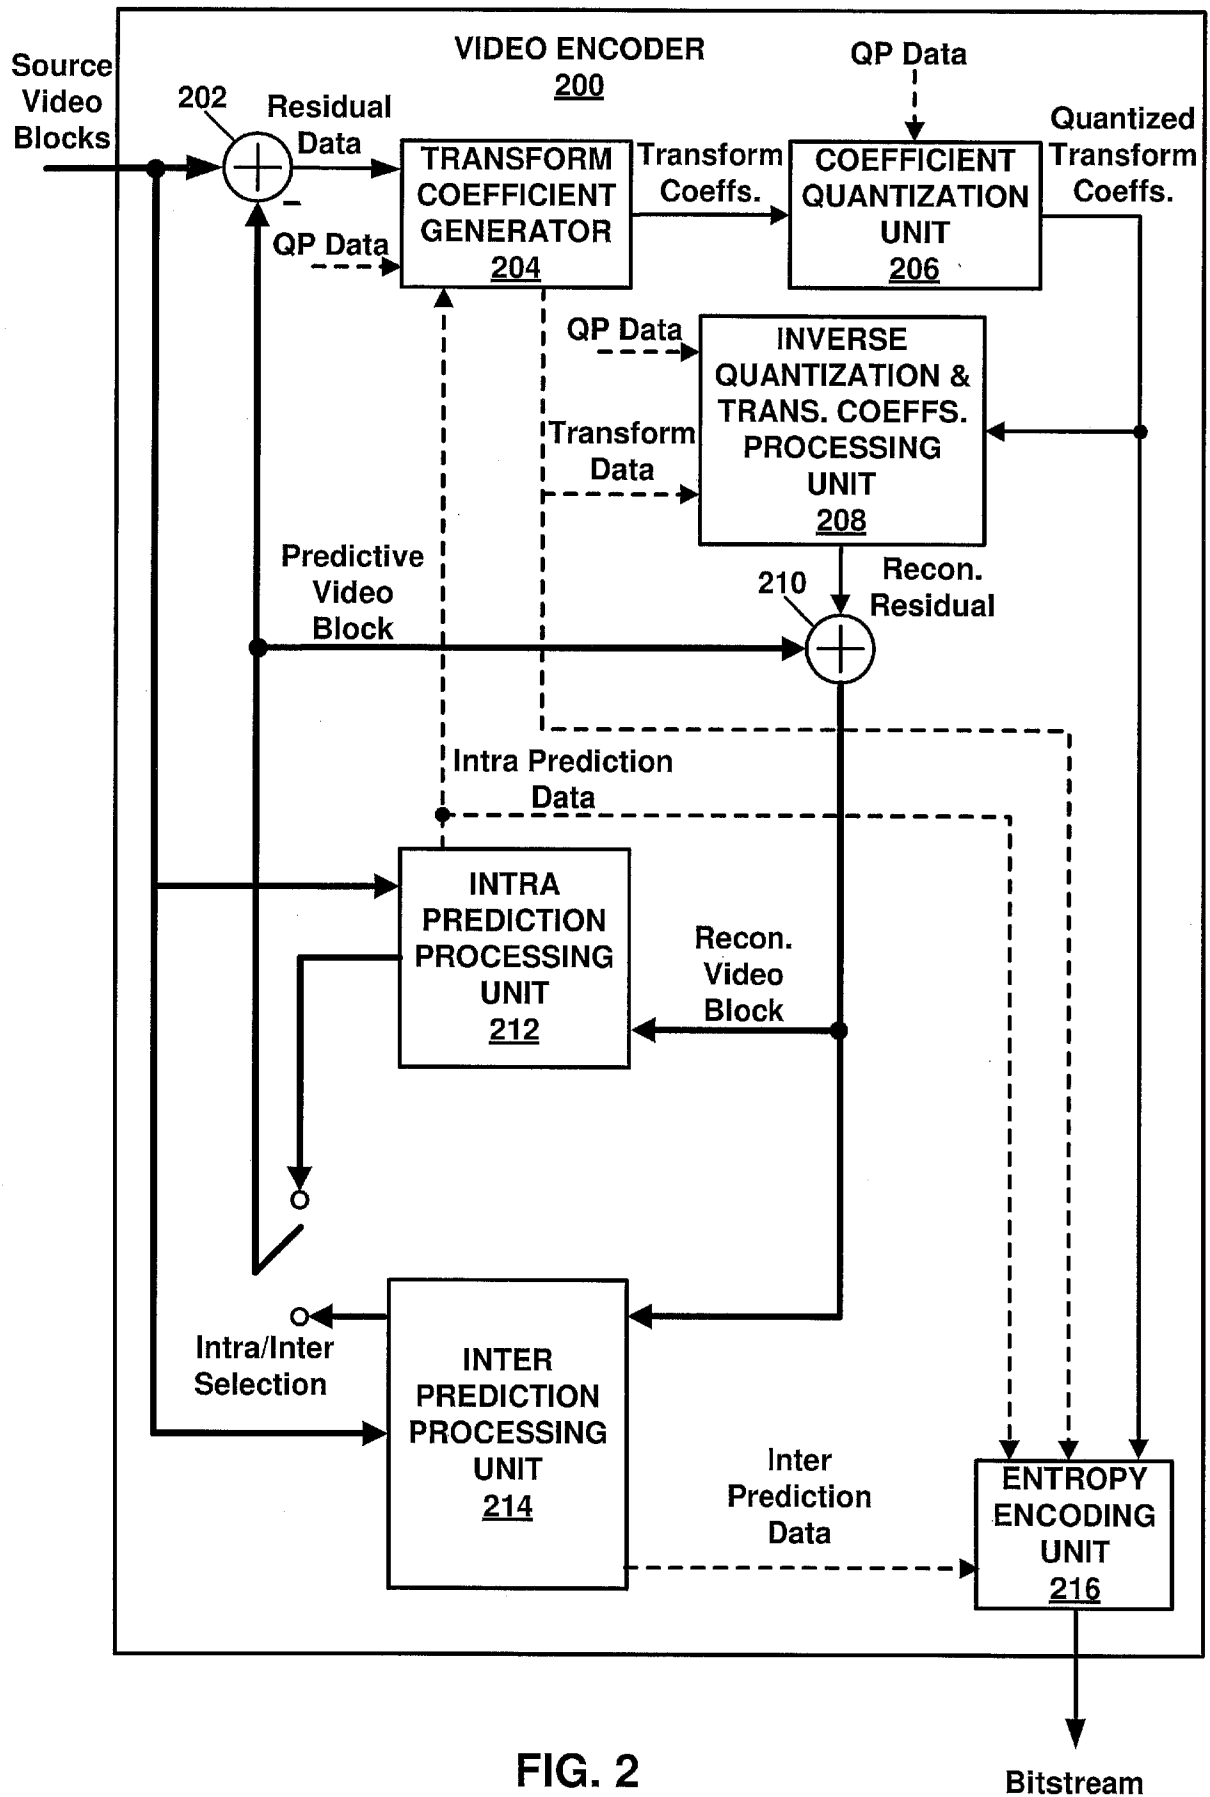 VIDEO ENCODER
200
Source
Video
Blocks
202
Residual
Data
QP Data
TRANSFORM
COEFFICIENT
GENERATOR
204
QP Data
Transform
Coeffs.
COEFFICIENT
QUANTIZATION
UNIT
206
Quantized
Transform
Coeffs.
QP Data
INVERSE
QUANTIZATION &
TRANS. COEFFS.
PROCESSING
UNIT
208
Transform
Data
Predictive
Video
Block
210
Recon.
Residual
Intra Prediction
Data
INTRA
PREDICTION
PROCESSING
UNIT
212
Recon.
Video
Block
Intra/Inter
Selection
INTER
PREDICTION
PROCESSING
UNIT
214
Inter
Prediction
Data
ENTROPY
ENCODING
UNIT
216
FIG. 2
Bitstream